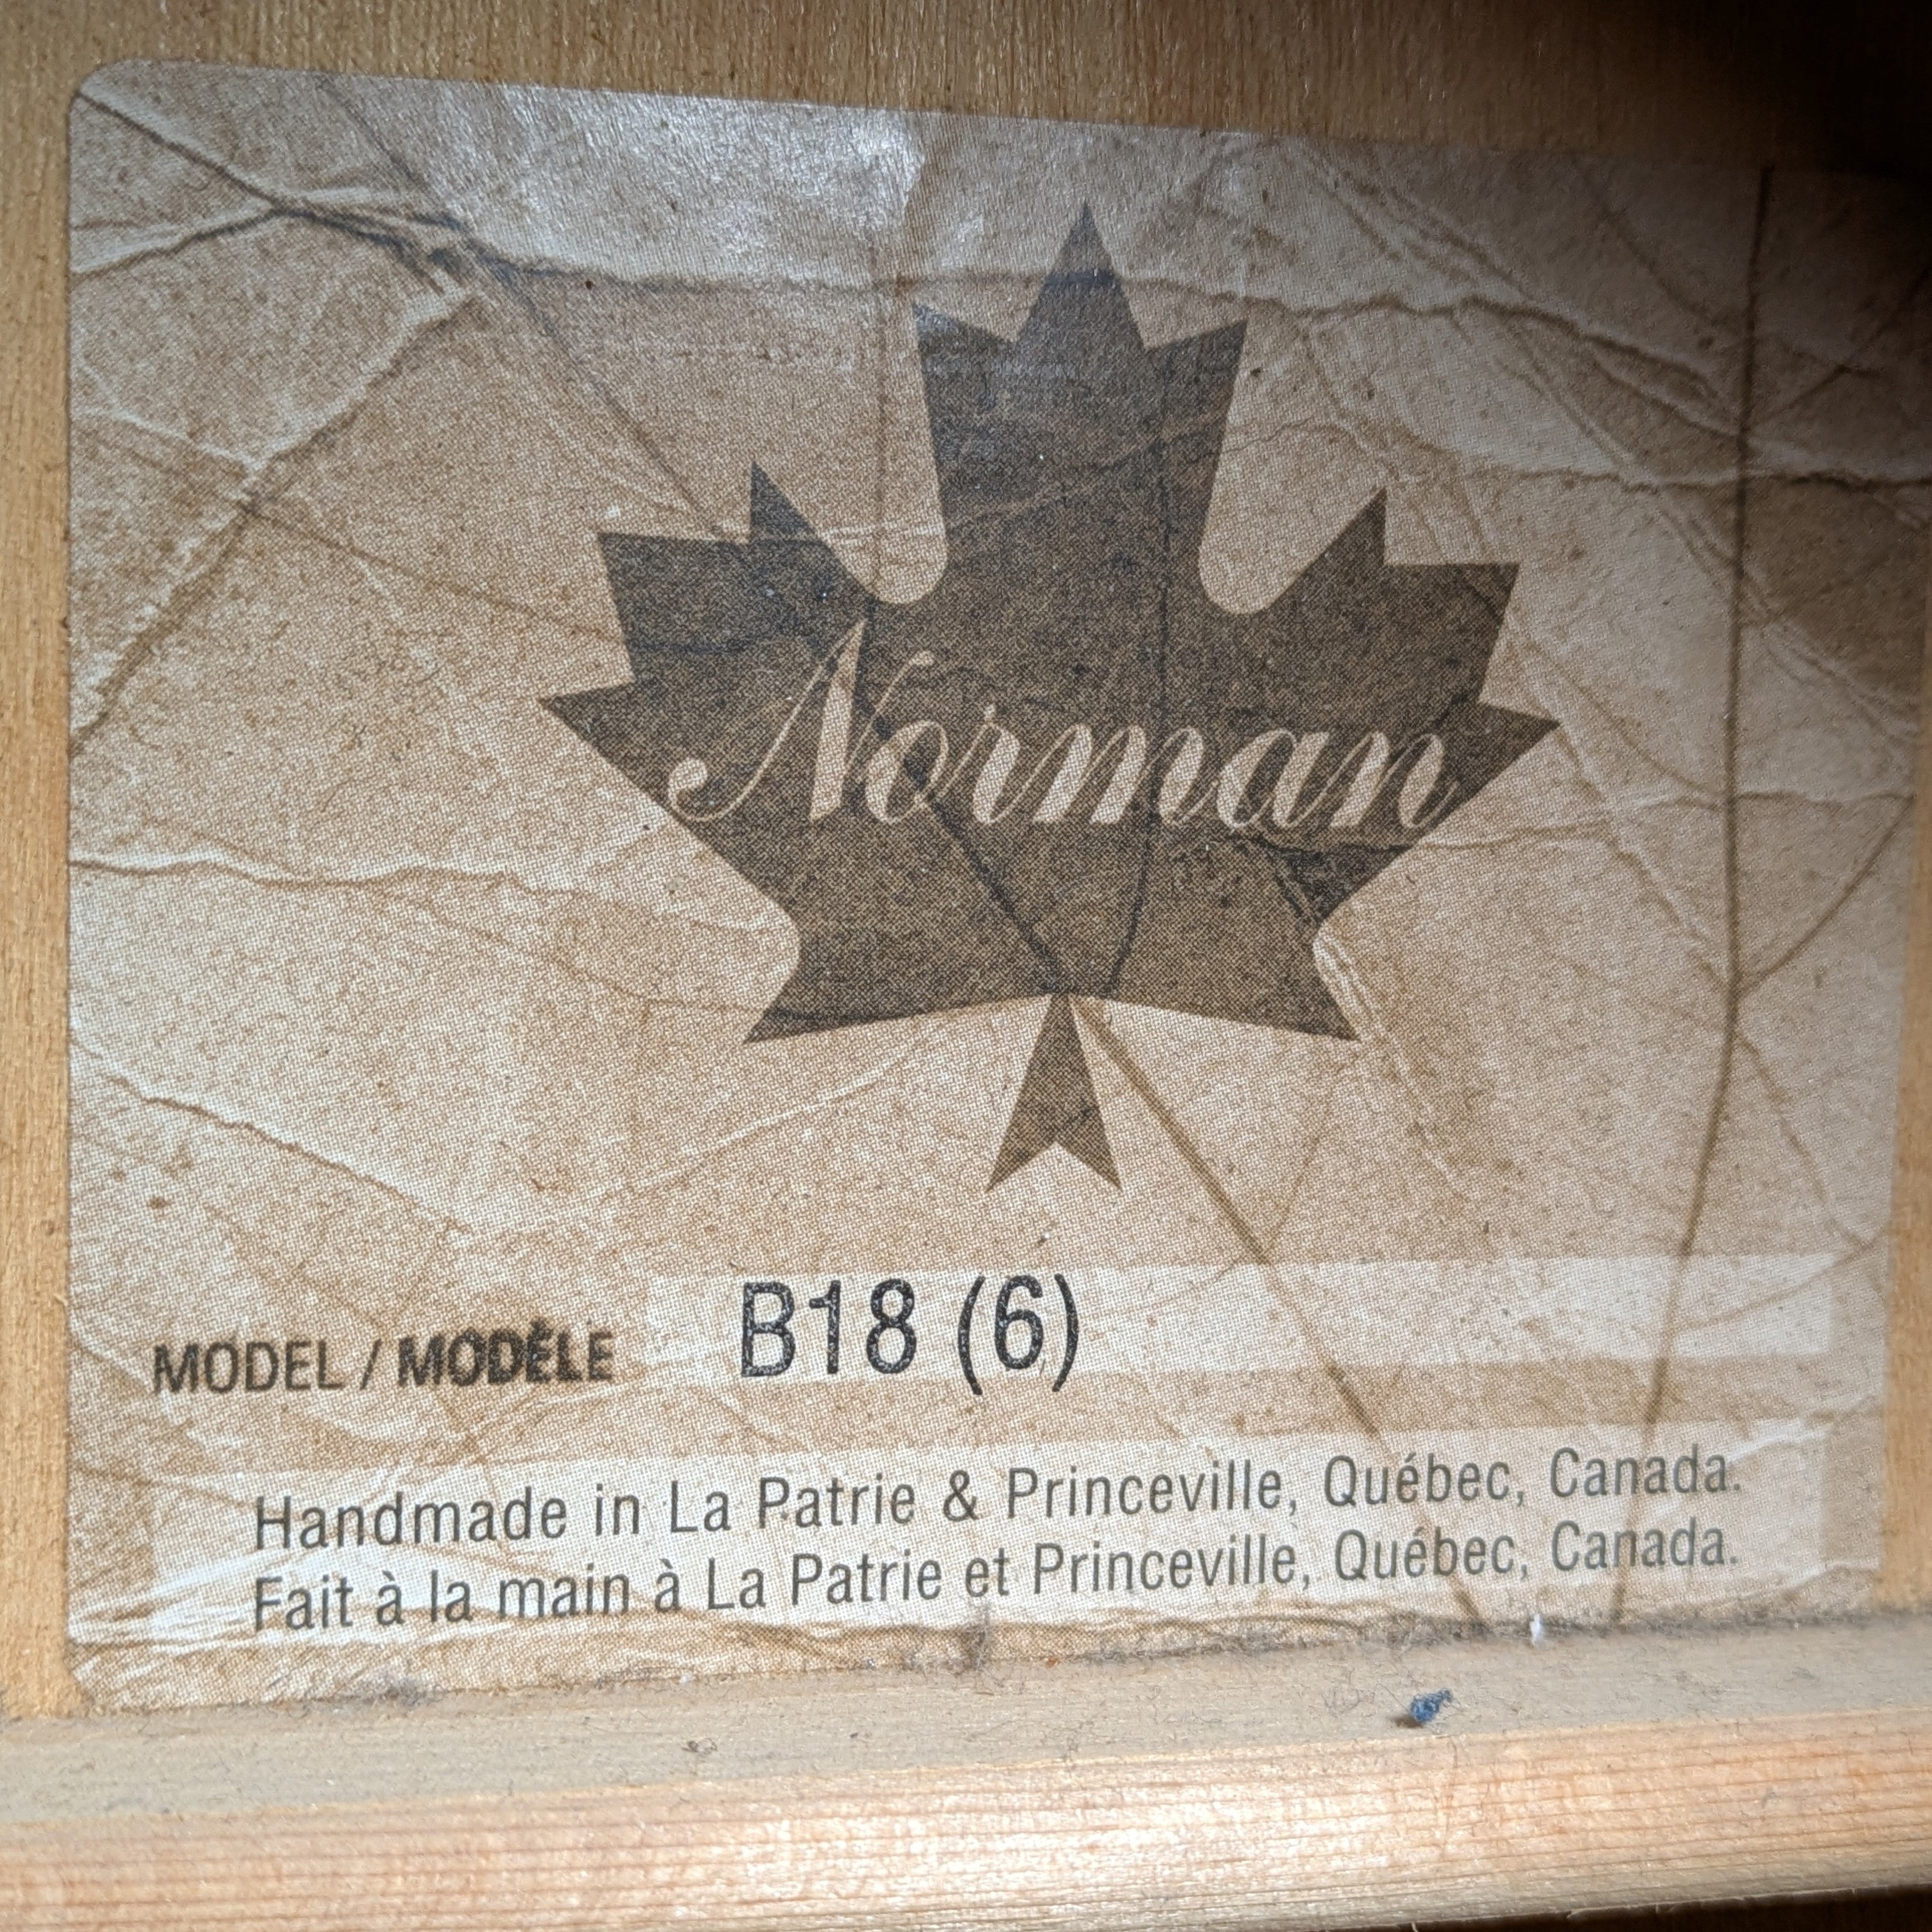 Norman
MODEL / MODÈLE B18 (6)
Handmade in La Patrie & Princeville, Québec, Canada.
Fait à la main à La Patrie et Princeville, Québec, Canada.